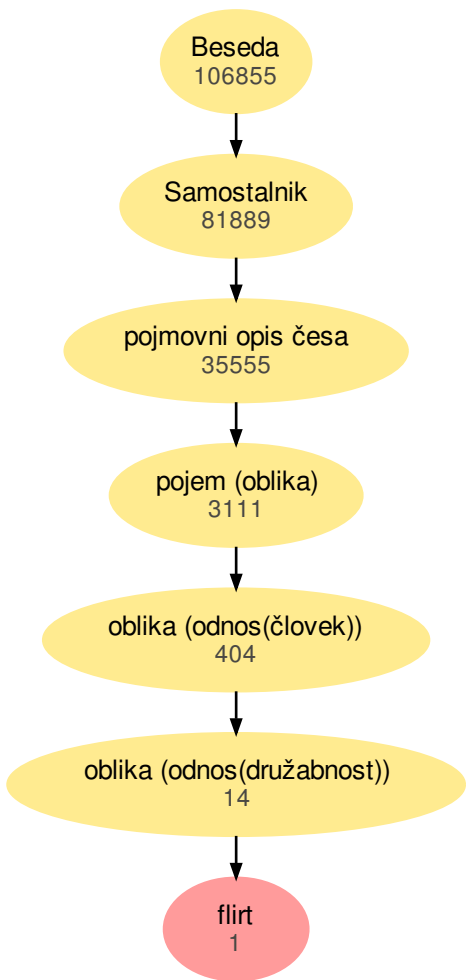 Beseda
106855
Samostalnik
81889
pojmovni opis česa
35555
pojem (oblika)
3111
oblika (odnos(človek))
404
oblika (odnos(družabnost))
14
flirt
1